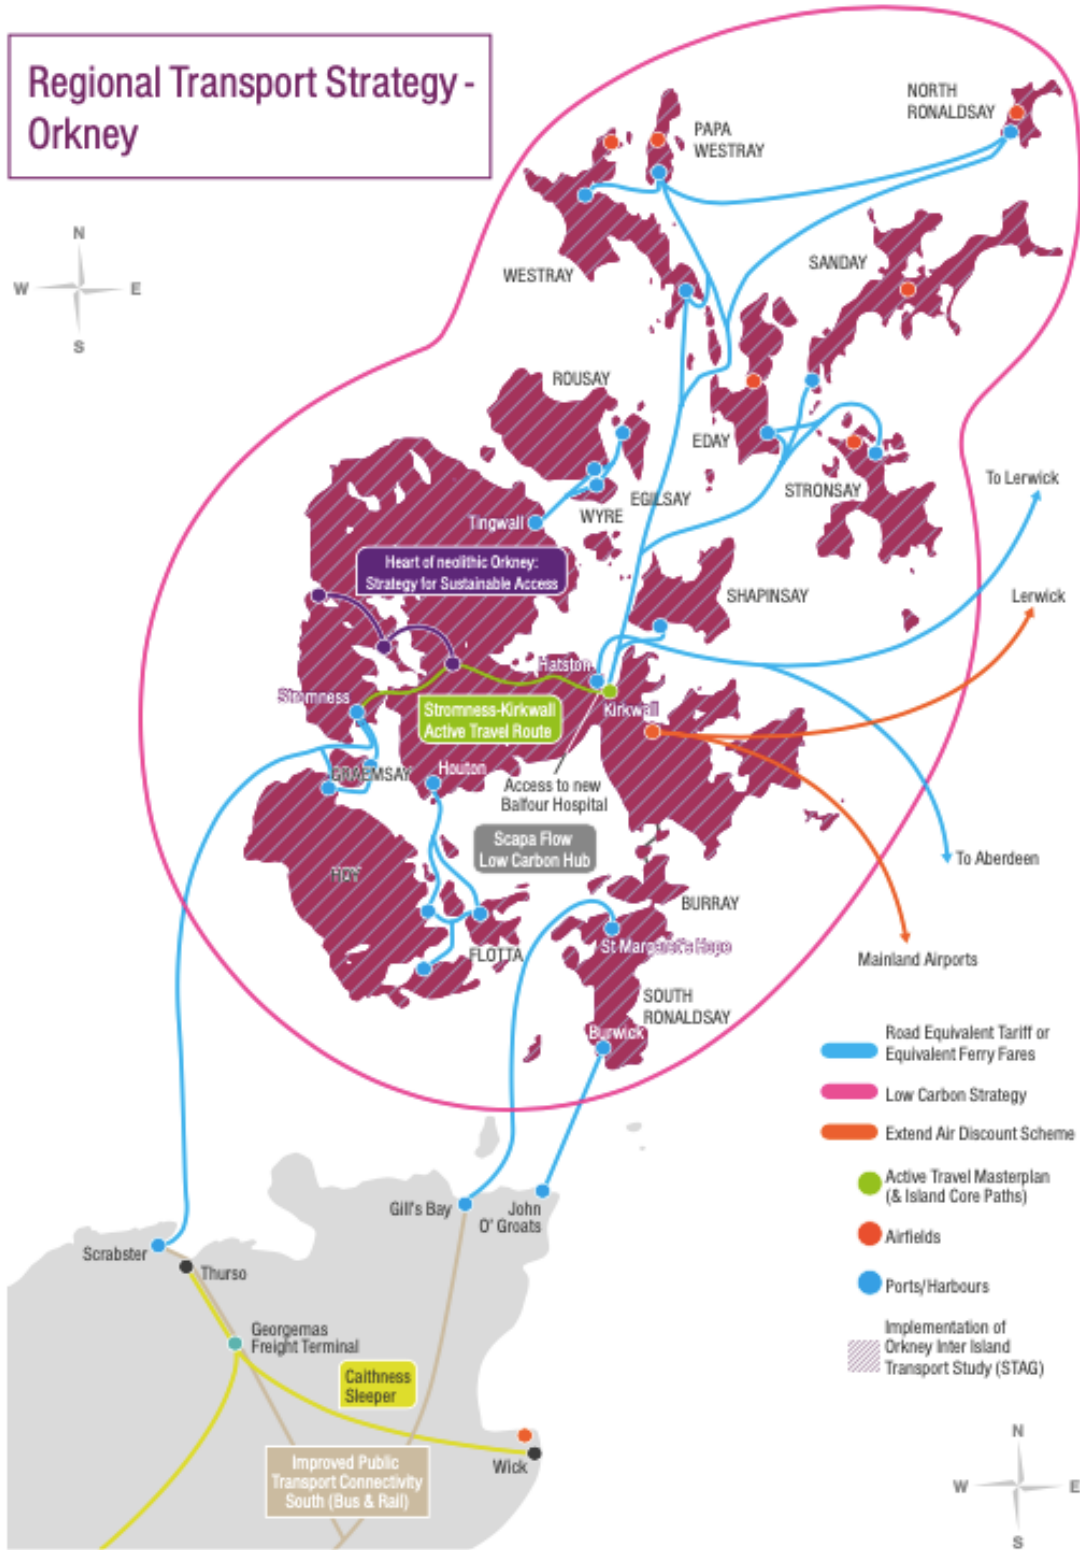 Regional Transport Strategy -
Orkney
N
W
E
S
NORTH
RONALDSAY
PAPA
WESTRAY
WESTRAY
SANDAY
ROUSAY
EDAY
STRONSAY
EGILSAY
WYRE
Tingwall
Heart of neolithic Orkney:
Strategy for Sustainable Access
SHAPINSAY
To Lerwick
Lerwick
Hatston
Kirkwall
Stromness
Stromness-Kirkwall
Active Travel Route
GRAEMSAY
Houton
Access to new
Balfour Hospital
Scapa Flow
Low Carbon Hub
HOY
FLOTTA
BURRAY
St Margaret's Hope
SOUTH
RONALDSAY
Burwick
To Aberdeen
Mainland Airports
Road Equivalent Tariff or
Equivalent Ferry Fares
Low Carbon Strategy
Extend Air Discount Scheme
Active Travel Masterplan
(& Island Core Paths)
Airfields
Ports/Harbours
Implementation of
Orkney Inter Island
Transport Study (STAG)
Gill's Bay
John
O' Groats
Scrabster
Thurso
Georgemas
Freight Terminal
Caithness
Sleeper
Improved Public
Transport Connectivity
South (Bus & Rail)
Wick
N
W
E
S